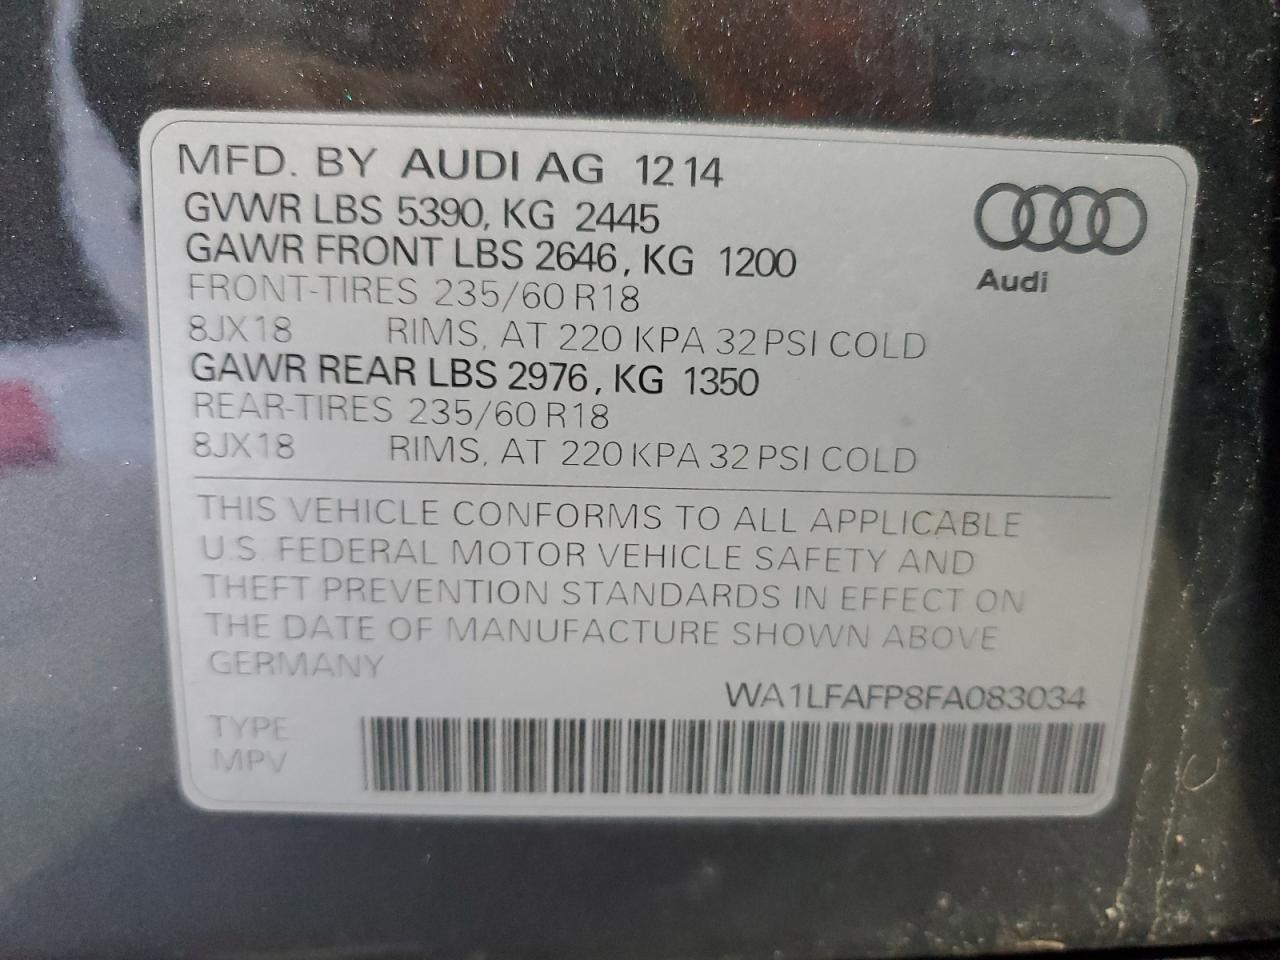 MFD. BY AUDI AG 12 14
GVWR LBS 5390, KG 2445
GAWR FRONT LBS 2646, KG 1200
FRONT-TIRES 235/60 R18
8JX18 RIMS, AT 220 KPA 32 PSI COLD
GAWR REAR LBS 2976, KG 1350
REAR-TIRES 235/60 R18
8JX18 RIMS, AT 220 KPA 32 PSI COLD
Audi
THIS VEHICLE CONFORMS TO ALL APPLICABLE
U.S. FEDERAL MOTOR VEHICLE SAFETY AND
THEFT PREVENTION STANDARDS IN EFFECT ON
THE DATE OF MANUFACTURE SHOWN ABOVE
GERMANY
WA1LFAFP8FA083034
TYPE
MPV